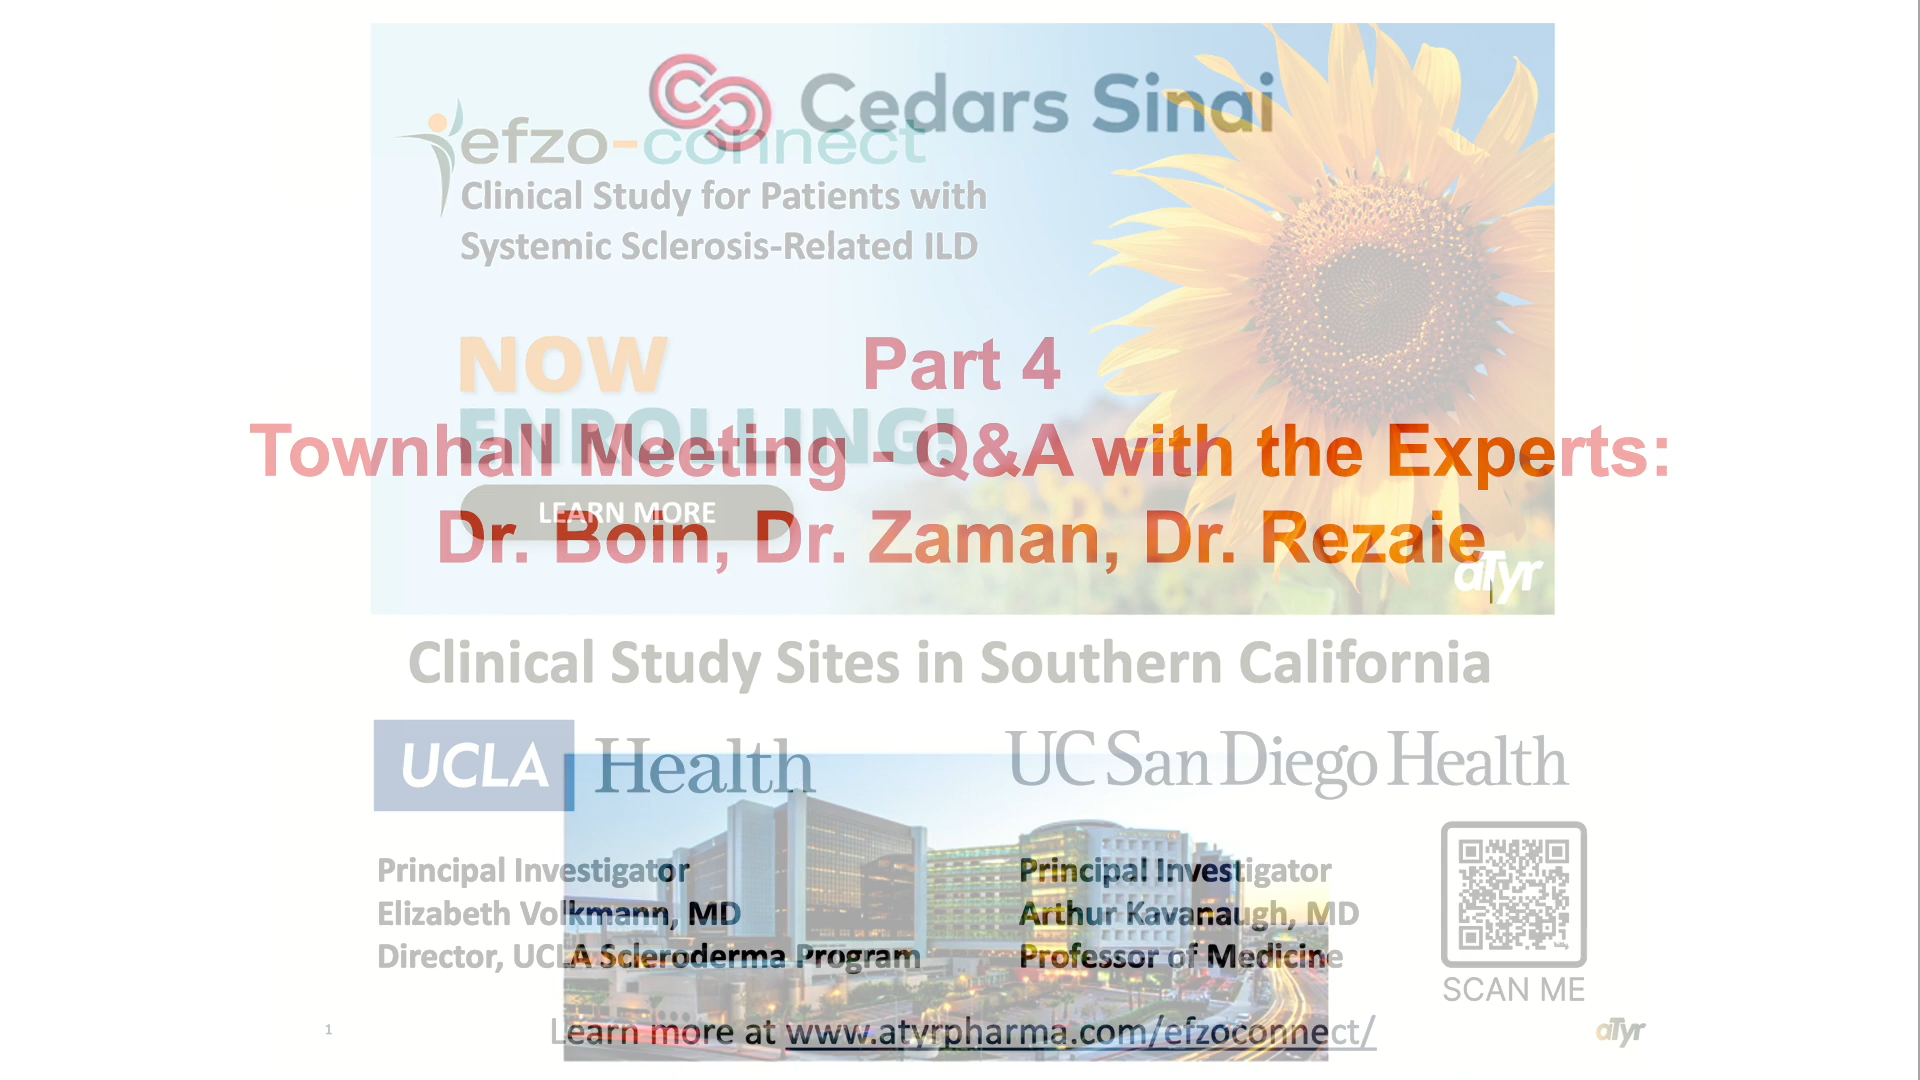 Cedars Sinai
efzo-connect
Clinical Study for Patients with
Systemic Sclerosis-Related ILD
NOW
ENROLLING!
LEARN MORE
Part 4
Townhall Meeting - Q&A with the Experts:
Dr. Boin, Dr. Zaman, Dr. Rezaie
aTyr
Clinical Study Sites in Southern California
UCLA Health
UC San Diego Health
Principal Investigator
Elizabeth Volkmann, MD
Director, UCLA Scleroderma Program
Principal Investigator
Arthur Kavanaugh, MD
Professor of Medicine
SCAN ME
1
Learn more at www.atyrpharma.com/efzoconnect/
aTyr